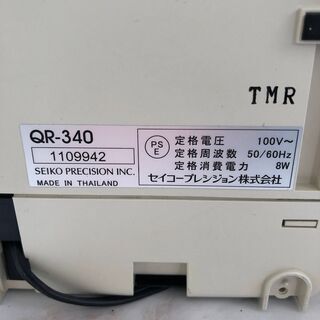 TMR
QR-340
1109942
SEIKO PRECISION INC.
MADE IN THAILAND
PS
E
定格電圧 100V～
定格周波数 50/60Hz
定格消費電力 8W
セイコープレシジョン株式会社